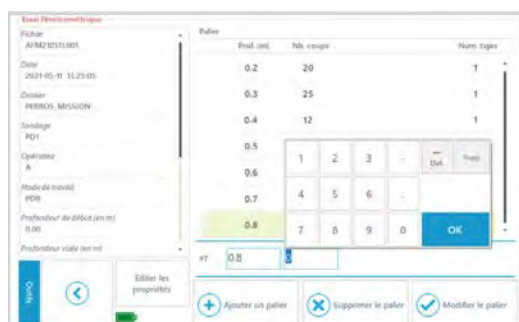 Essai Pénétrométrique
Fichier
AFM210511.001
Date
2021-05-11 12:25:05
Dossier
PERROS_MISSION
Sondage
PD1
Opérateur
A
Mode de travail
PDB
Profondeur de début (en m)
0.00
Profondeur visée (en m)
Outils
Editer les propriétés
Palier
Prof. (m) Nb. coups Num. tiges
0.2 20 1
0.3 25 1
0.4 12 1
0.5
0.6
0.7
0.8
1 2 3 - Del. Supp.
4 5 6 .
7 8 9 0 OK
#7 0.8 0
Ajouter un palier
Supprimer le palier
Modifier le palier